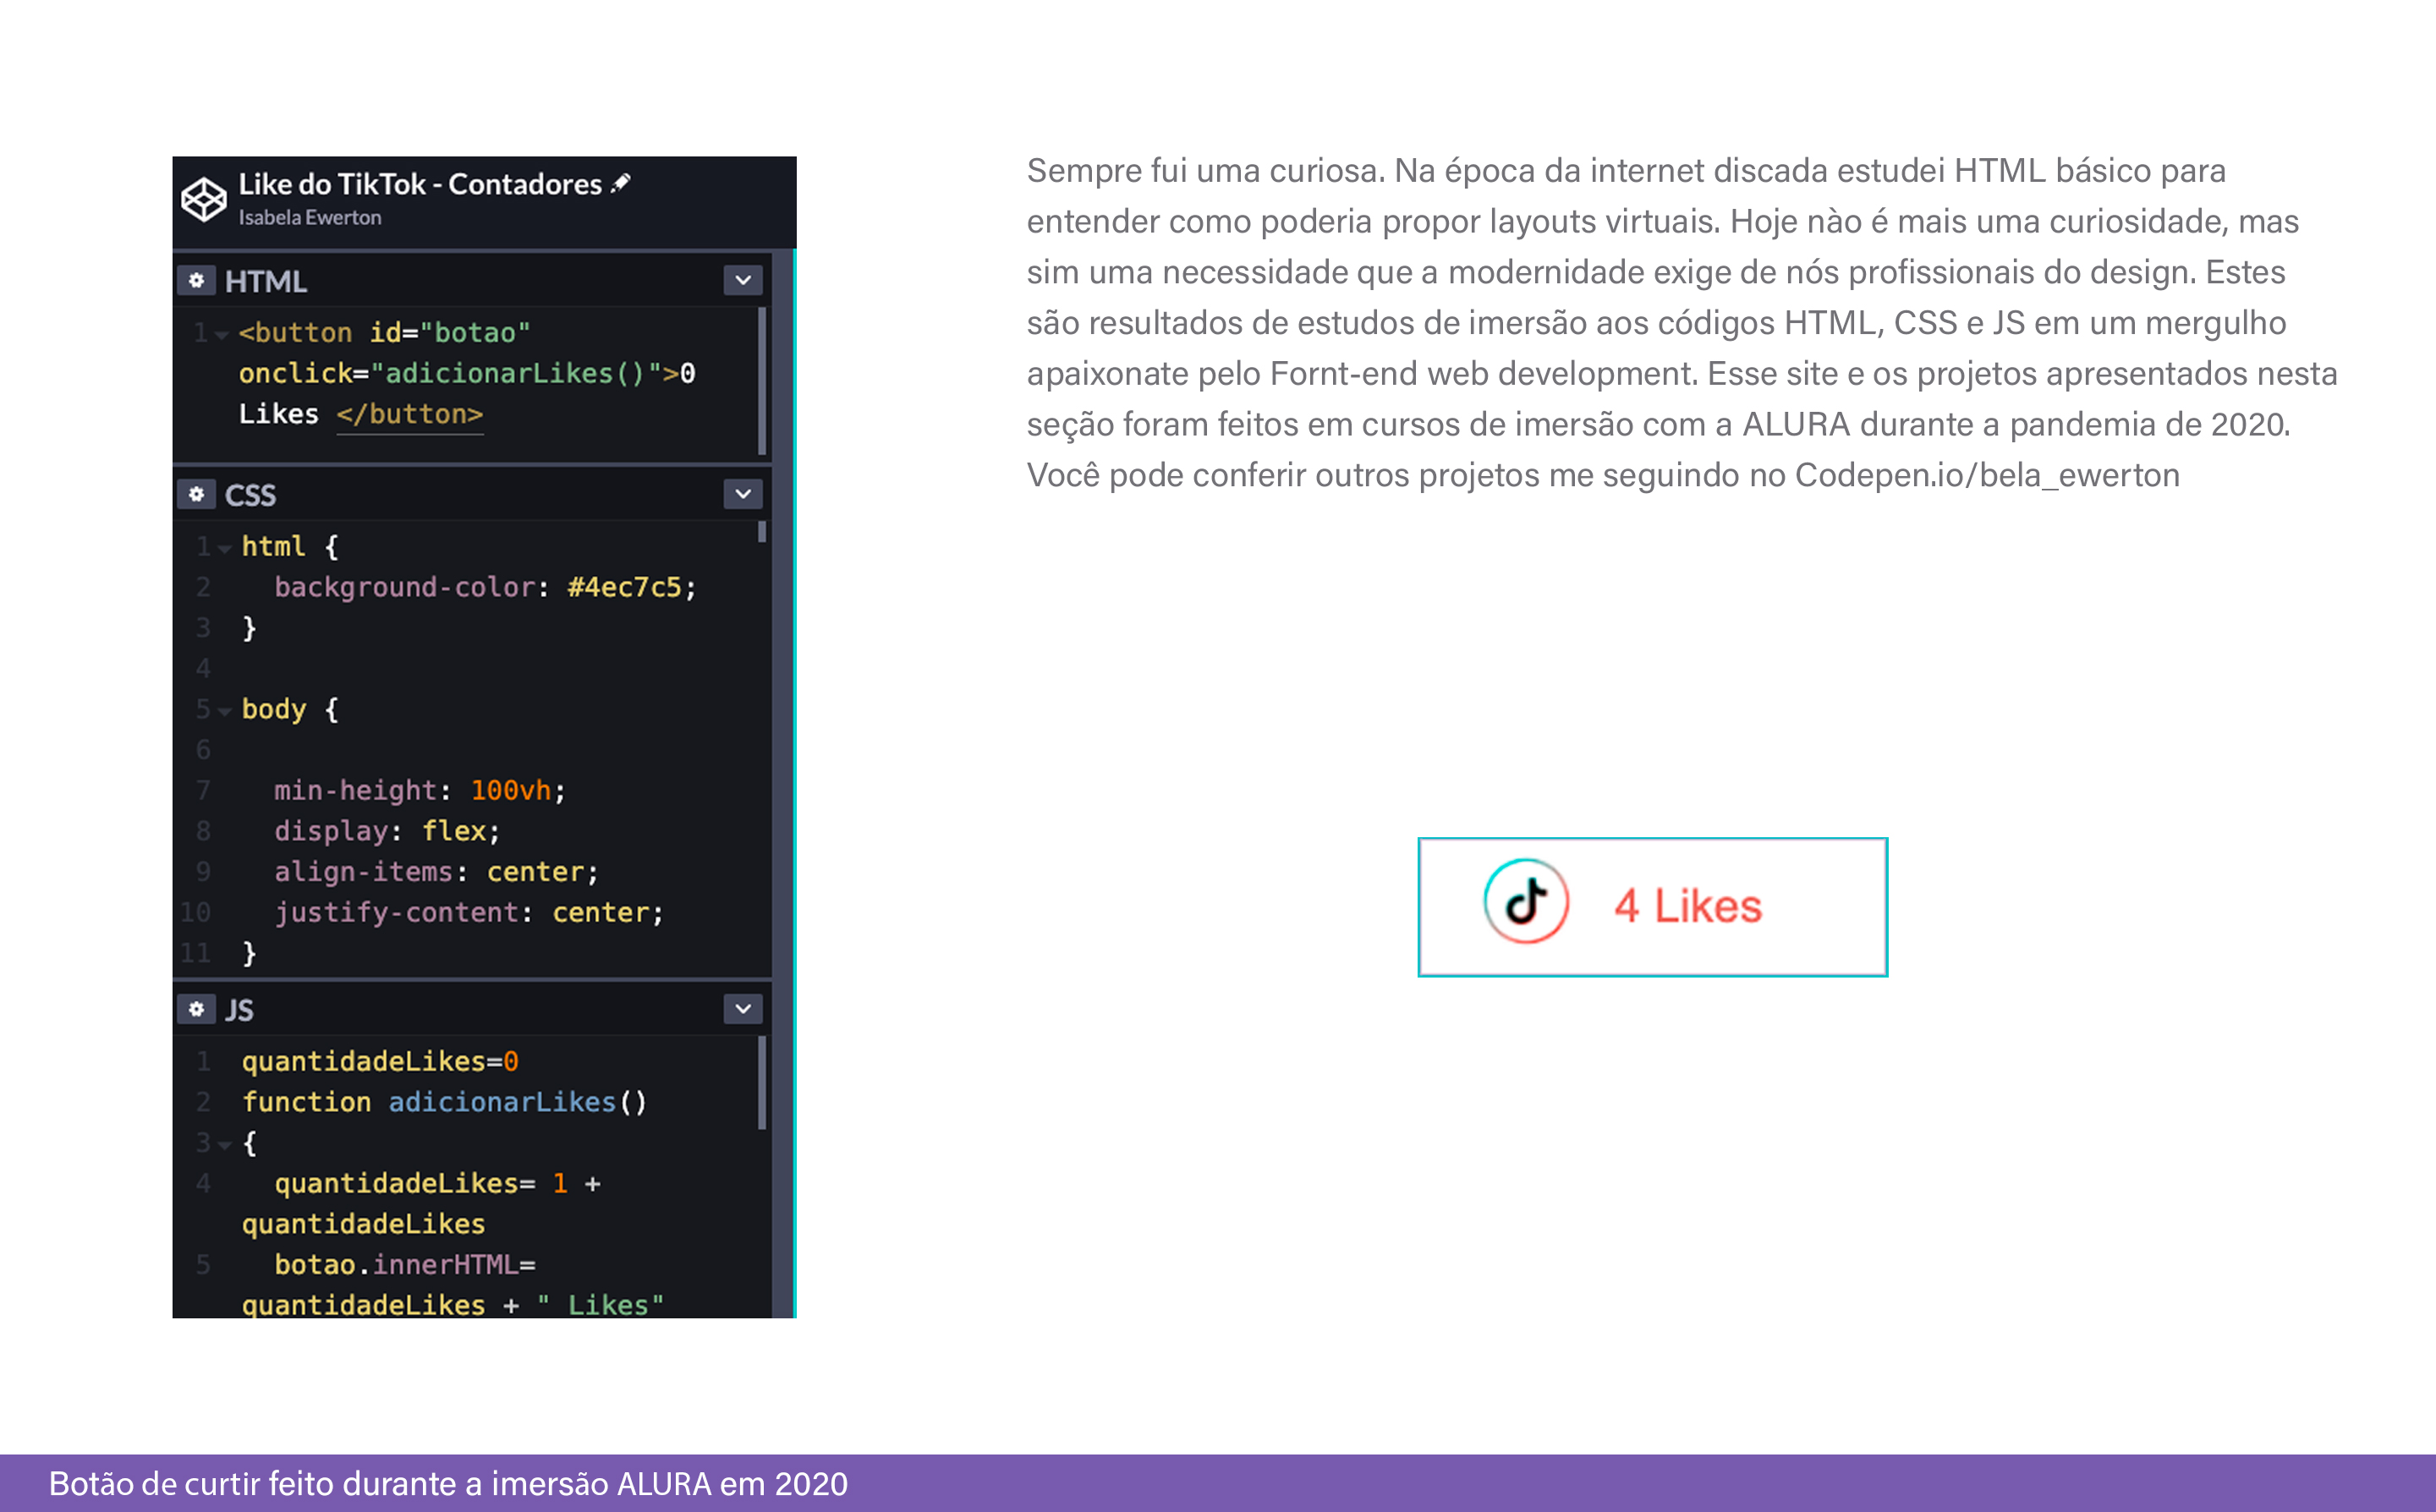 Like do TikTok - Contadores
Isabela Ewerton
HTML
1 <button id="botao"
onclick="adicionarLikes()">0
Likes </button>
CSS
1 html {
2 background-color: #4ec7c5;
3 }
4
5 body {
6
7 min-height: 100vh;
8 display: flex;
9 align-items: center;
10 justify-content: center;
11 }
JS
1 quantidadeLikes=0
2 function adicionarLikes()
3 {
4 quantidadeLikes= 1 +
quantidadeLikes
5 botao.innerHTML=
quantidadeLikes + " Likes"
Sempre fui uma curiosa. Na época da internet discada estudei HTML básico para
entender como poderia propor layouts virtuais. Hoje nào é mais uma curiosidade, mas
sim uma necessidade que a modernidade exige de nós profissionais do design. Estes
são resultados de estudos de imersão aos códigos HTML, CSS e JS em um mergulho
apaixonate pelo Fornt-end web development. Esse site e os projetos apresentados nesta
seção foram feitos em cursos de imersão com a ALURA durante a pandemia de 2020.
Você pode conferir outros projetos me seguindo no Codepen.io/bela_ewerton
4 Likes
Botão de curtir feito durante a imersão ALURA em 2020